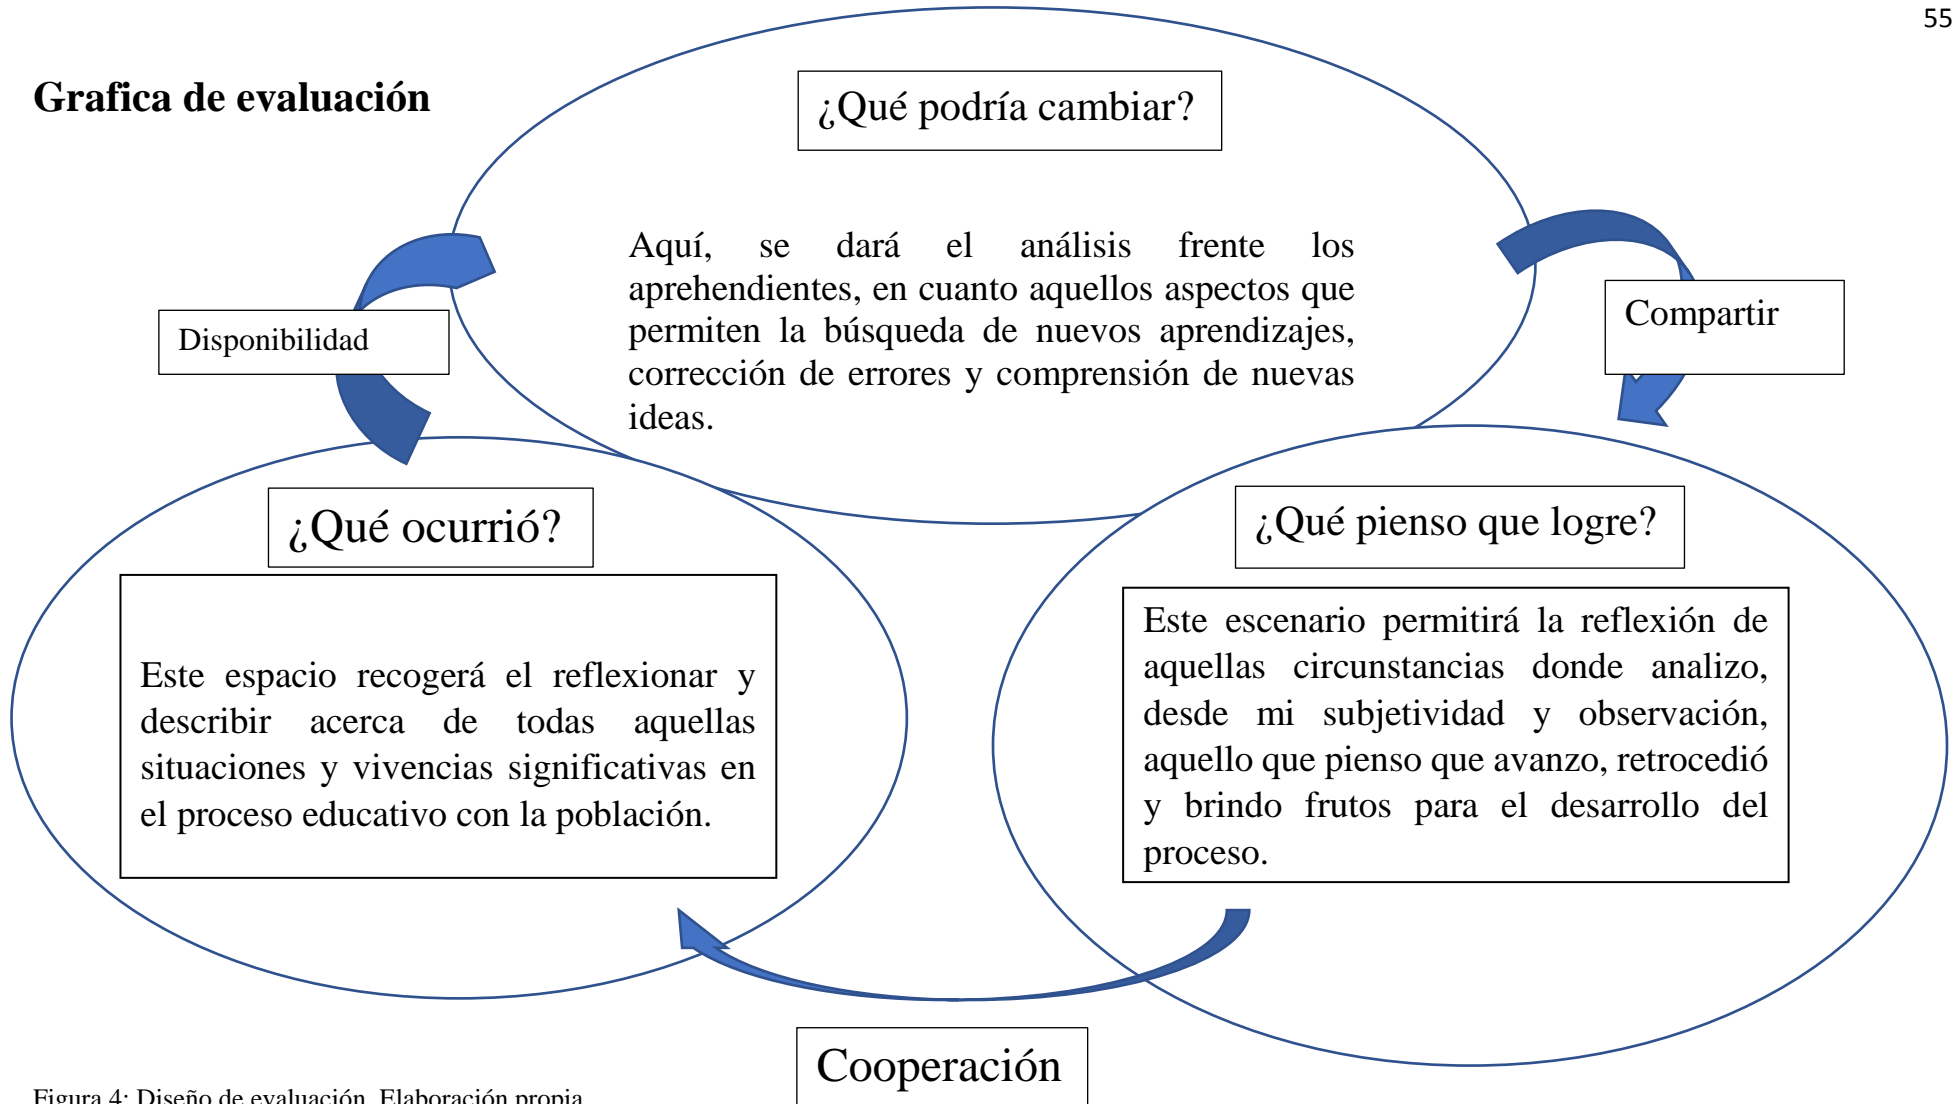 55
Grafica de evaluación
¿Qué podría cambiar?
Aquí, se dará el análisis frente los
aprehendientes, en cuanto aquellos aspectos que
permiten la búsqueda de nuevos aprendizajes,
corrección de errores y comprensión de nuevas
ideas.
Disponibilidad
Compartir
¿Qué ocurrió?
Este espacio recogerá el reflexionar y
describir acerca de todas aquellas
situaciones y vivencias significativas en
el proceso educativo con la población.
¿Qué pienso que logre?
Este escenario permitirá la reflexión de
aquellas circunstancias donde analizo,
desde mi subjetividad y observación,
aquello que pienso que avanzo, retrocedió
y brindo frutos para el desarrollo del
proceso.
Cooperación
Figura 4: Diseño de evaluación. Elaboración propia